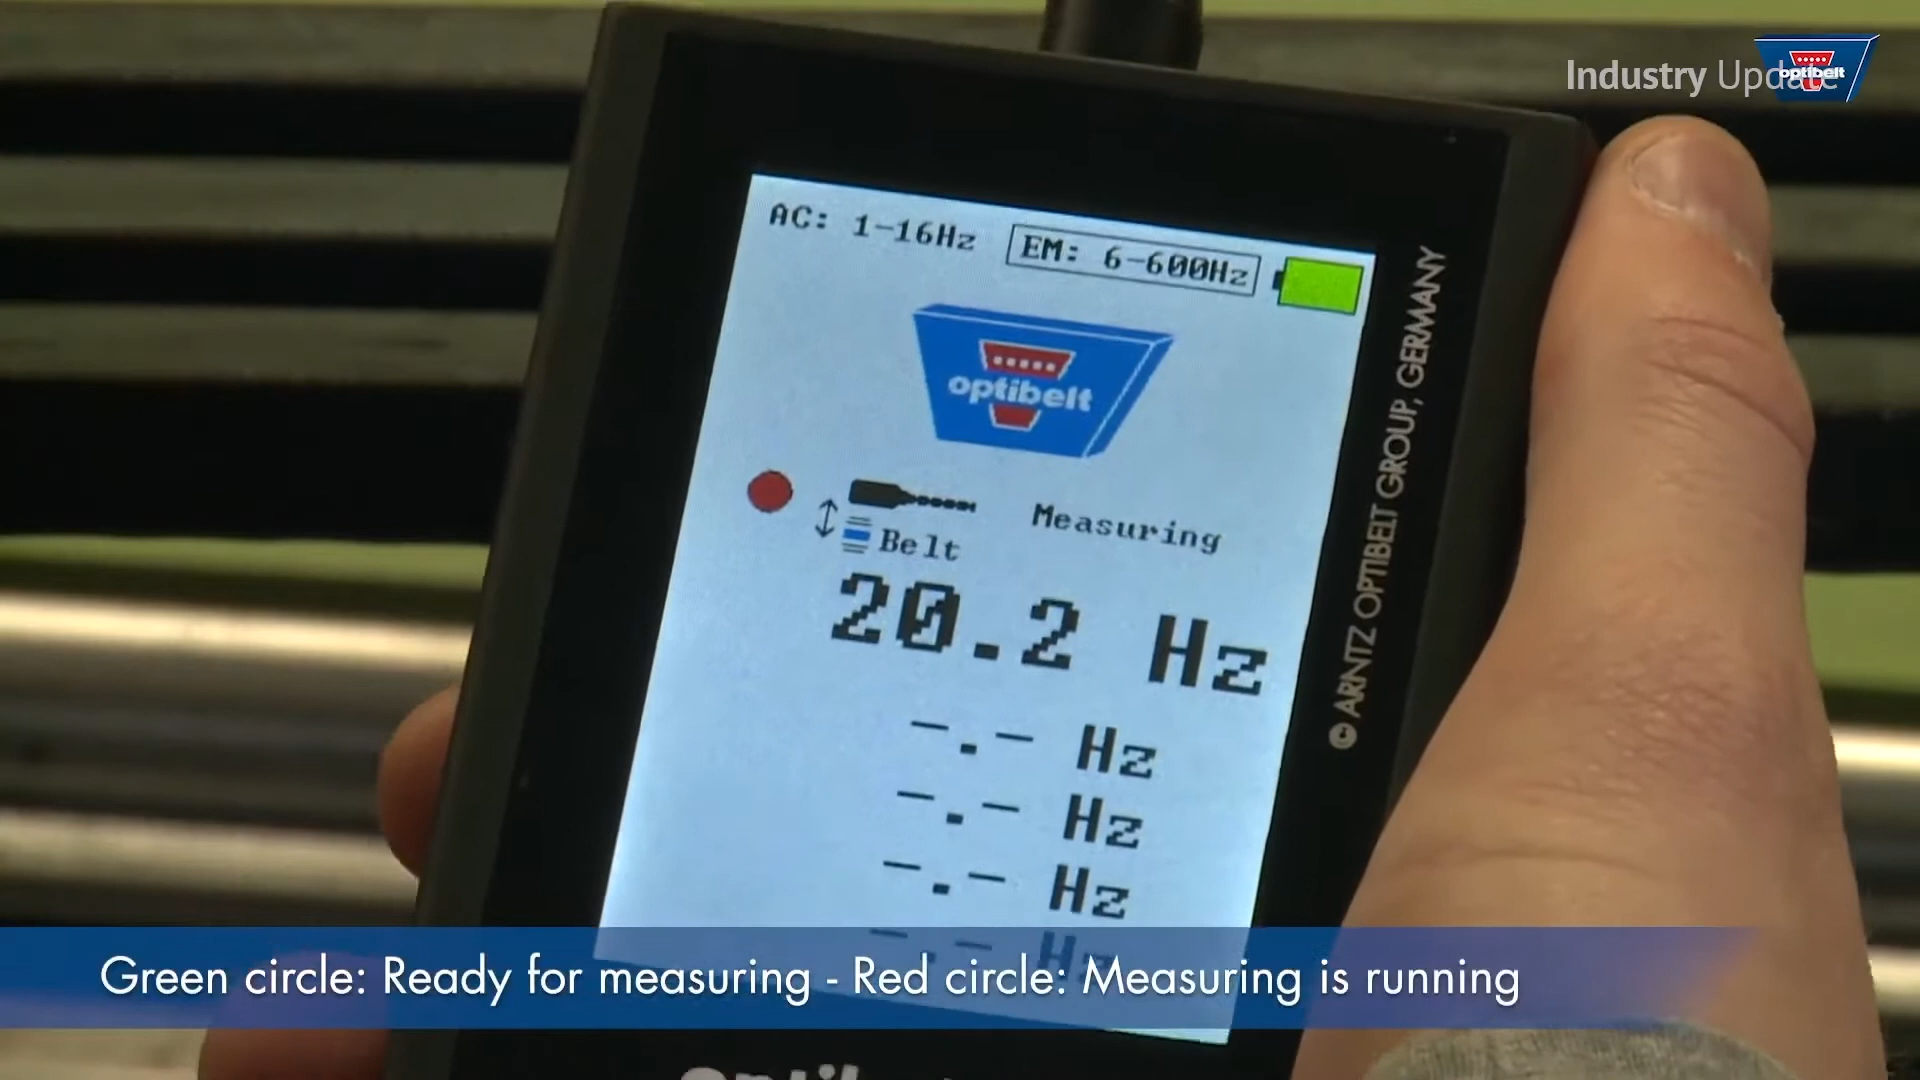 Industry Update
optibelt
AC: 1-16Hz EM: 6-600Hz
optibelt
Measuring
Belt
20.2 Hz
-.- Hz
-.- Hz
-.- Hz
-.- Hz
© ARNTZ OPTIBELT GROUP, GERMANY
Green circle: Ready for measuring - Red circle: Measuring is running